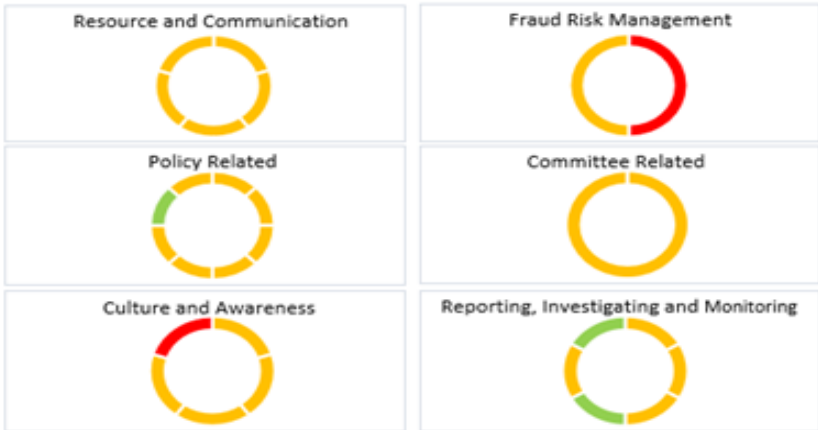 Resource and Communication
Fraud Risk Management
Policy Related
Committee Related
Culture and Awareness
Reporting, Investigating and Monitoring